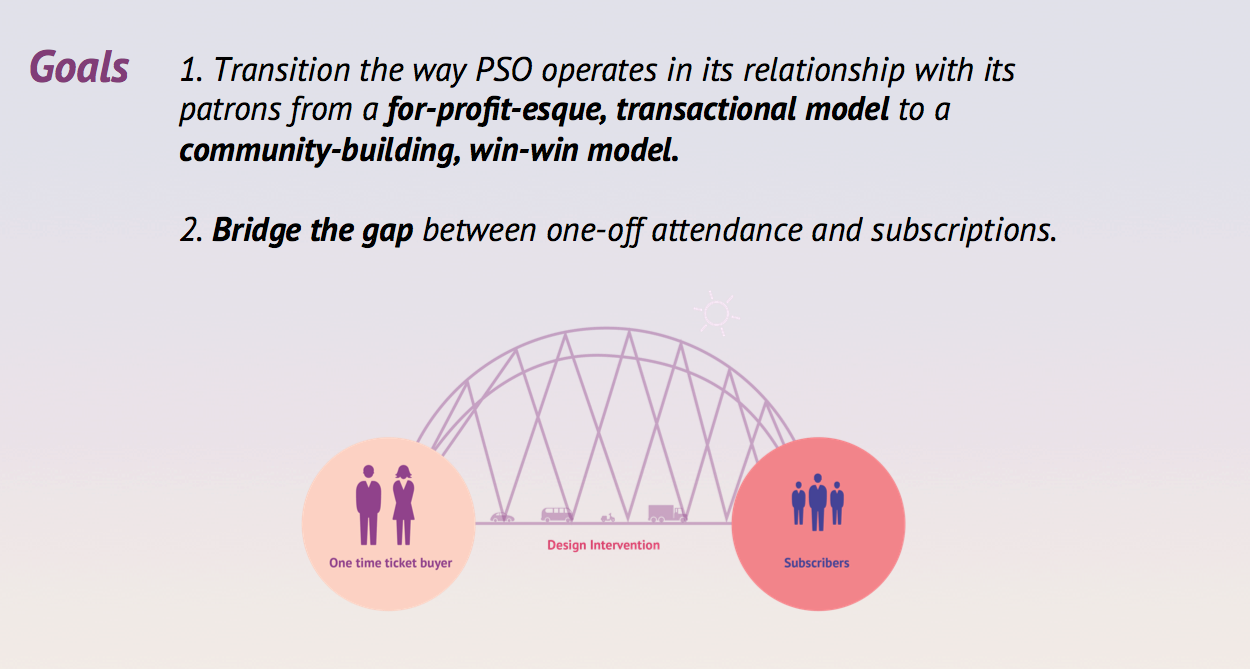 Goals
1. Transition the way PSO operates in its relationship with its
patrons from a for-profit-esque, transactional model to a
community-building, win-win model.
2. Bridge the gap between one-off attendance and subscriptions.
Design Intervention
One time ticket buyer
Subscribers